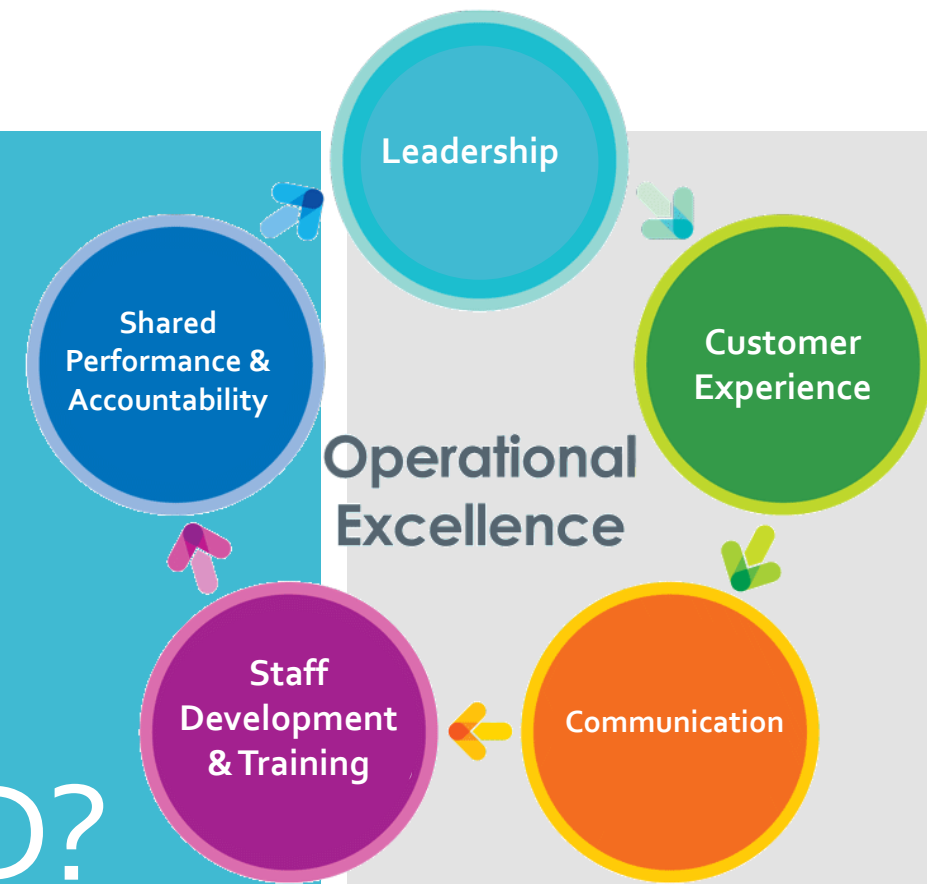 Leadership
Shared
Performance &
Accountability
Customer
Experience
Operational
Excellence
Staff
Development
& Training
Communication
D?